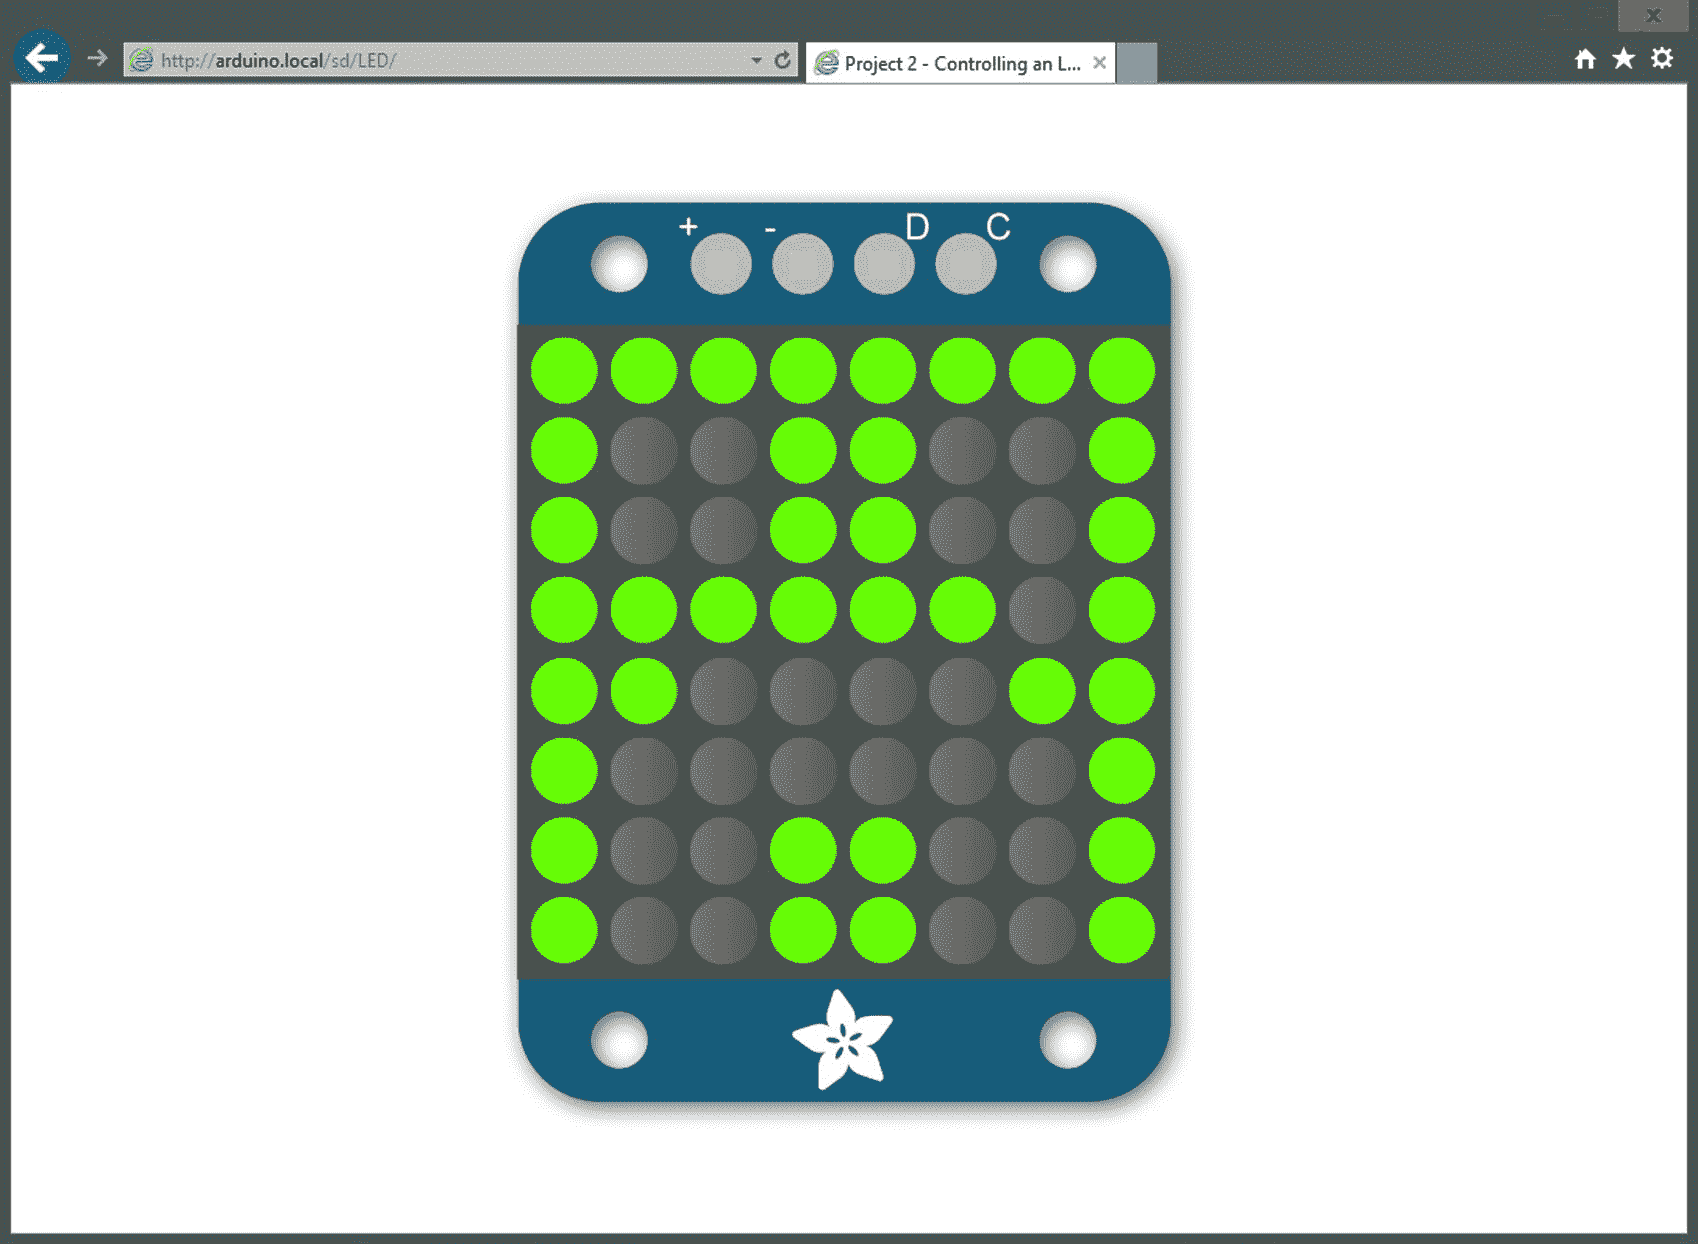 http://arduino.local/sd/LED/
Project 2 - Controlling an L...
+ - D C